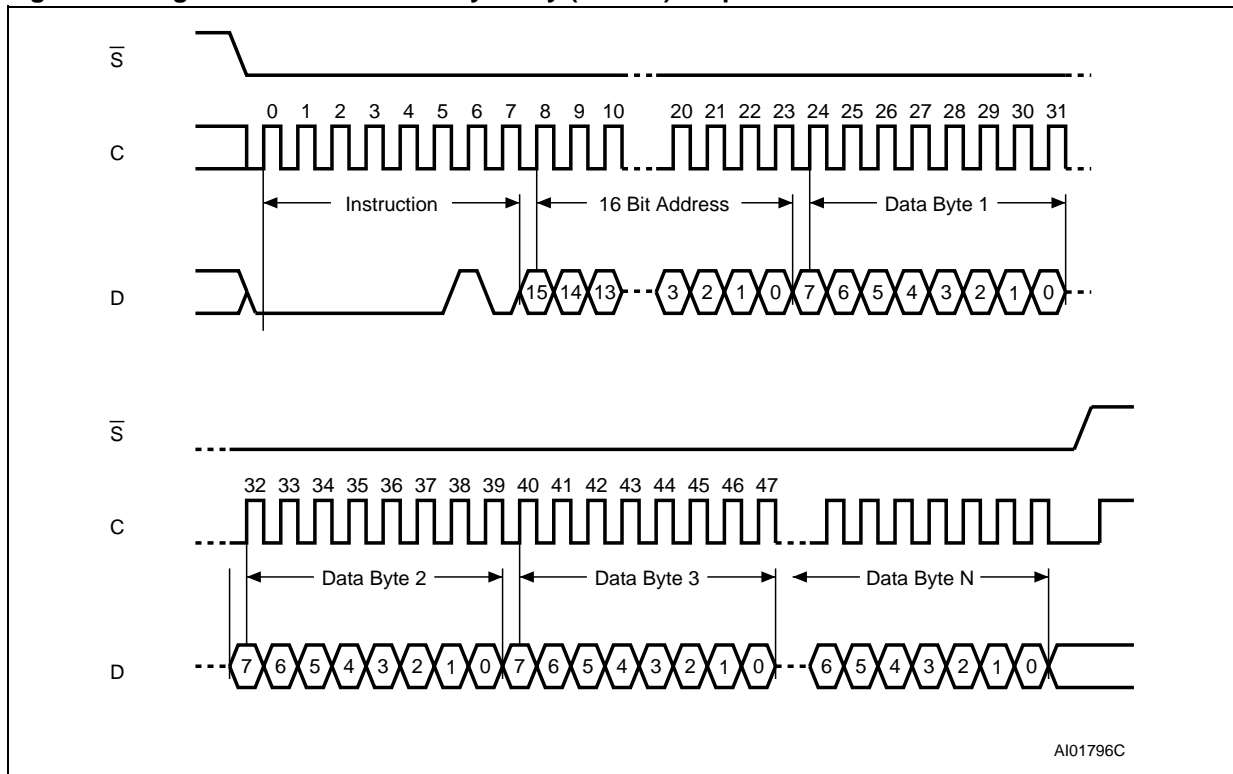 S
0 1 2 3 4 5 6 7 8 9 10 20 21 22 23 24 25 26 27 28 29 30 31
C
Instruction 16 Bit Address Data Byte 1
D 15 14 13 3 2 1 0 7 6 5 4 3 2 1 0
S
32 33 34 35 36 37 38 39 40 41 42 43 44 45 46 47
C
Data Byte 2 Data Byte 3 Data Byte N
D 7 6 5 4 3 2 1 0 7 6 5 4 3 2 1 0 6 5 4 3 2 1 0
AI01796C